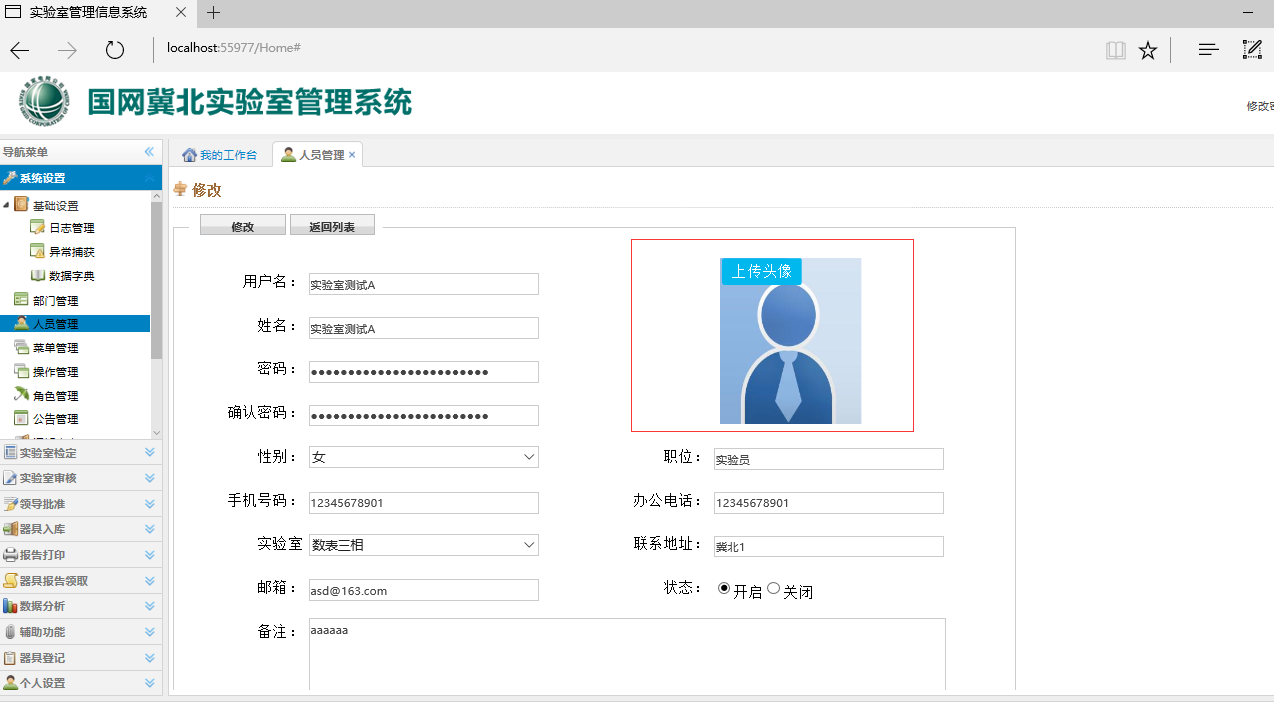 实验室管理信息系统
localhost:55977/Home#
国网冀北实验室管理系统
修改密
导航菜单
我的工作台 人员管理
系统设置
修改
基础设置
修改 返回列表
日志管理
异常捕获
数据字典
部门管理
人员管理
菜单管理
操作管理
角色管理
公告管理
实验室检定
实验室审核
领导批准
器具入库
报告打印
器具报告领取
数据分析
辅助功能
器具登记
个人设置
上传头像
用户名: 实验室测试A
姓名: 实验室测试A
密码: ●●●●●●●●●●●●●●●●●●●●●●●●
确认密码: ●●●●●●●●●●●●●●●●●●●●●●●●
性别: 女 职位: 实验员
手机号码: 12345678901 办公电话: 12345678901
实验室 数表三相 联系地址: 冀北1
邮箱: asd@163.com 状态: 开启 关闭
备注: aaaaaa